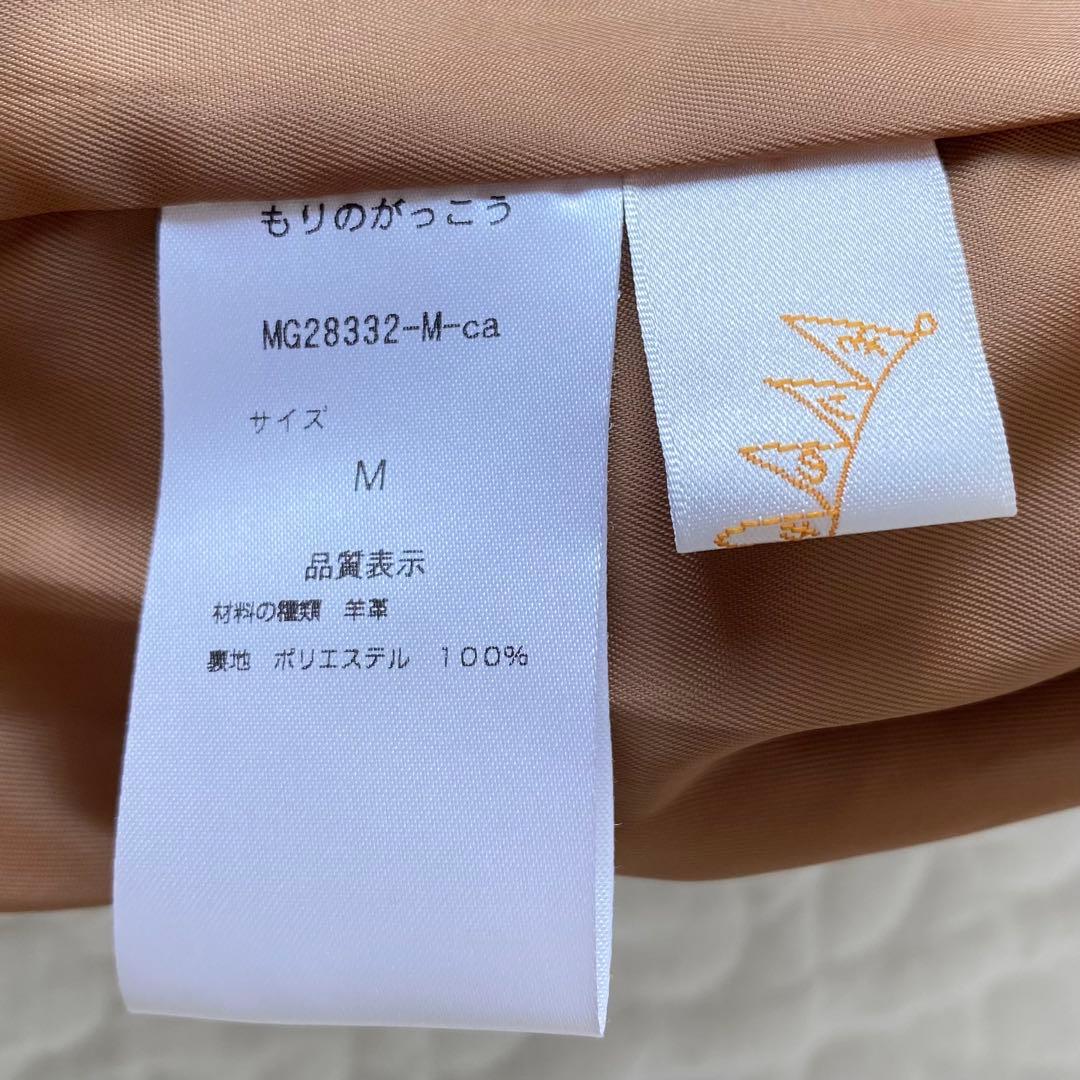 もりのがっこう
MG28332-M-ca
サイズ
M
品質表示
材料の種類 羊革
裏地 ポリエステル 100%